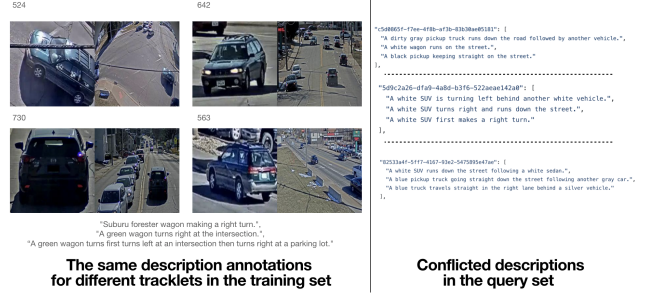 524
642
730
563
"Suburu forester wagon making a right turn.",
"A green wagon turns right at the intersection.",
"A green wagon turns first turns left at an intersection then turns right at a parking lot."
The same description annotations
for different tracklets in the training set
"c5d0865f-f7ee-4f8b-af3b-83b30ae05181": [
"A dirty gray pickup truck runs down the road followed by another vehicle.",
"A white wagon runs on the street.",
"A black pickup keeping straight on the street."
],
"5d9c2a26-dfa9-4a8d-b3f6-522aeae142a0": [
"A white SUV is turning left behind another white vehicle.",
"A white SUV turns right and runs down the street.",
"A white SUV first makes a right turn."
],
"82533a4f-5ff7-4167-93e2-5475895e47ae": [
"A white SUV runs down the street following a white sedan.",
"A blue pickup truck going straight down the street following another gray car.",
"A blue truck travels straight in the right lane behind a silver vehicle."
],
Conflicted descriptions
in the query set